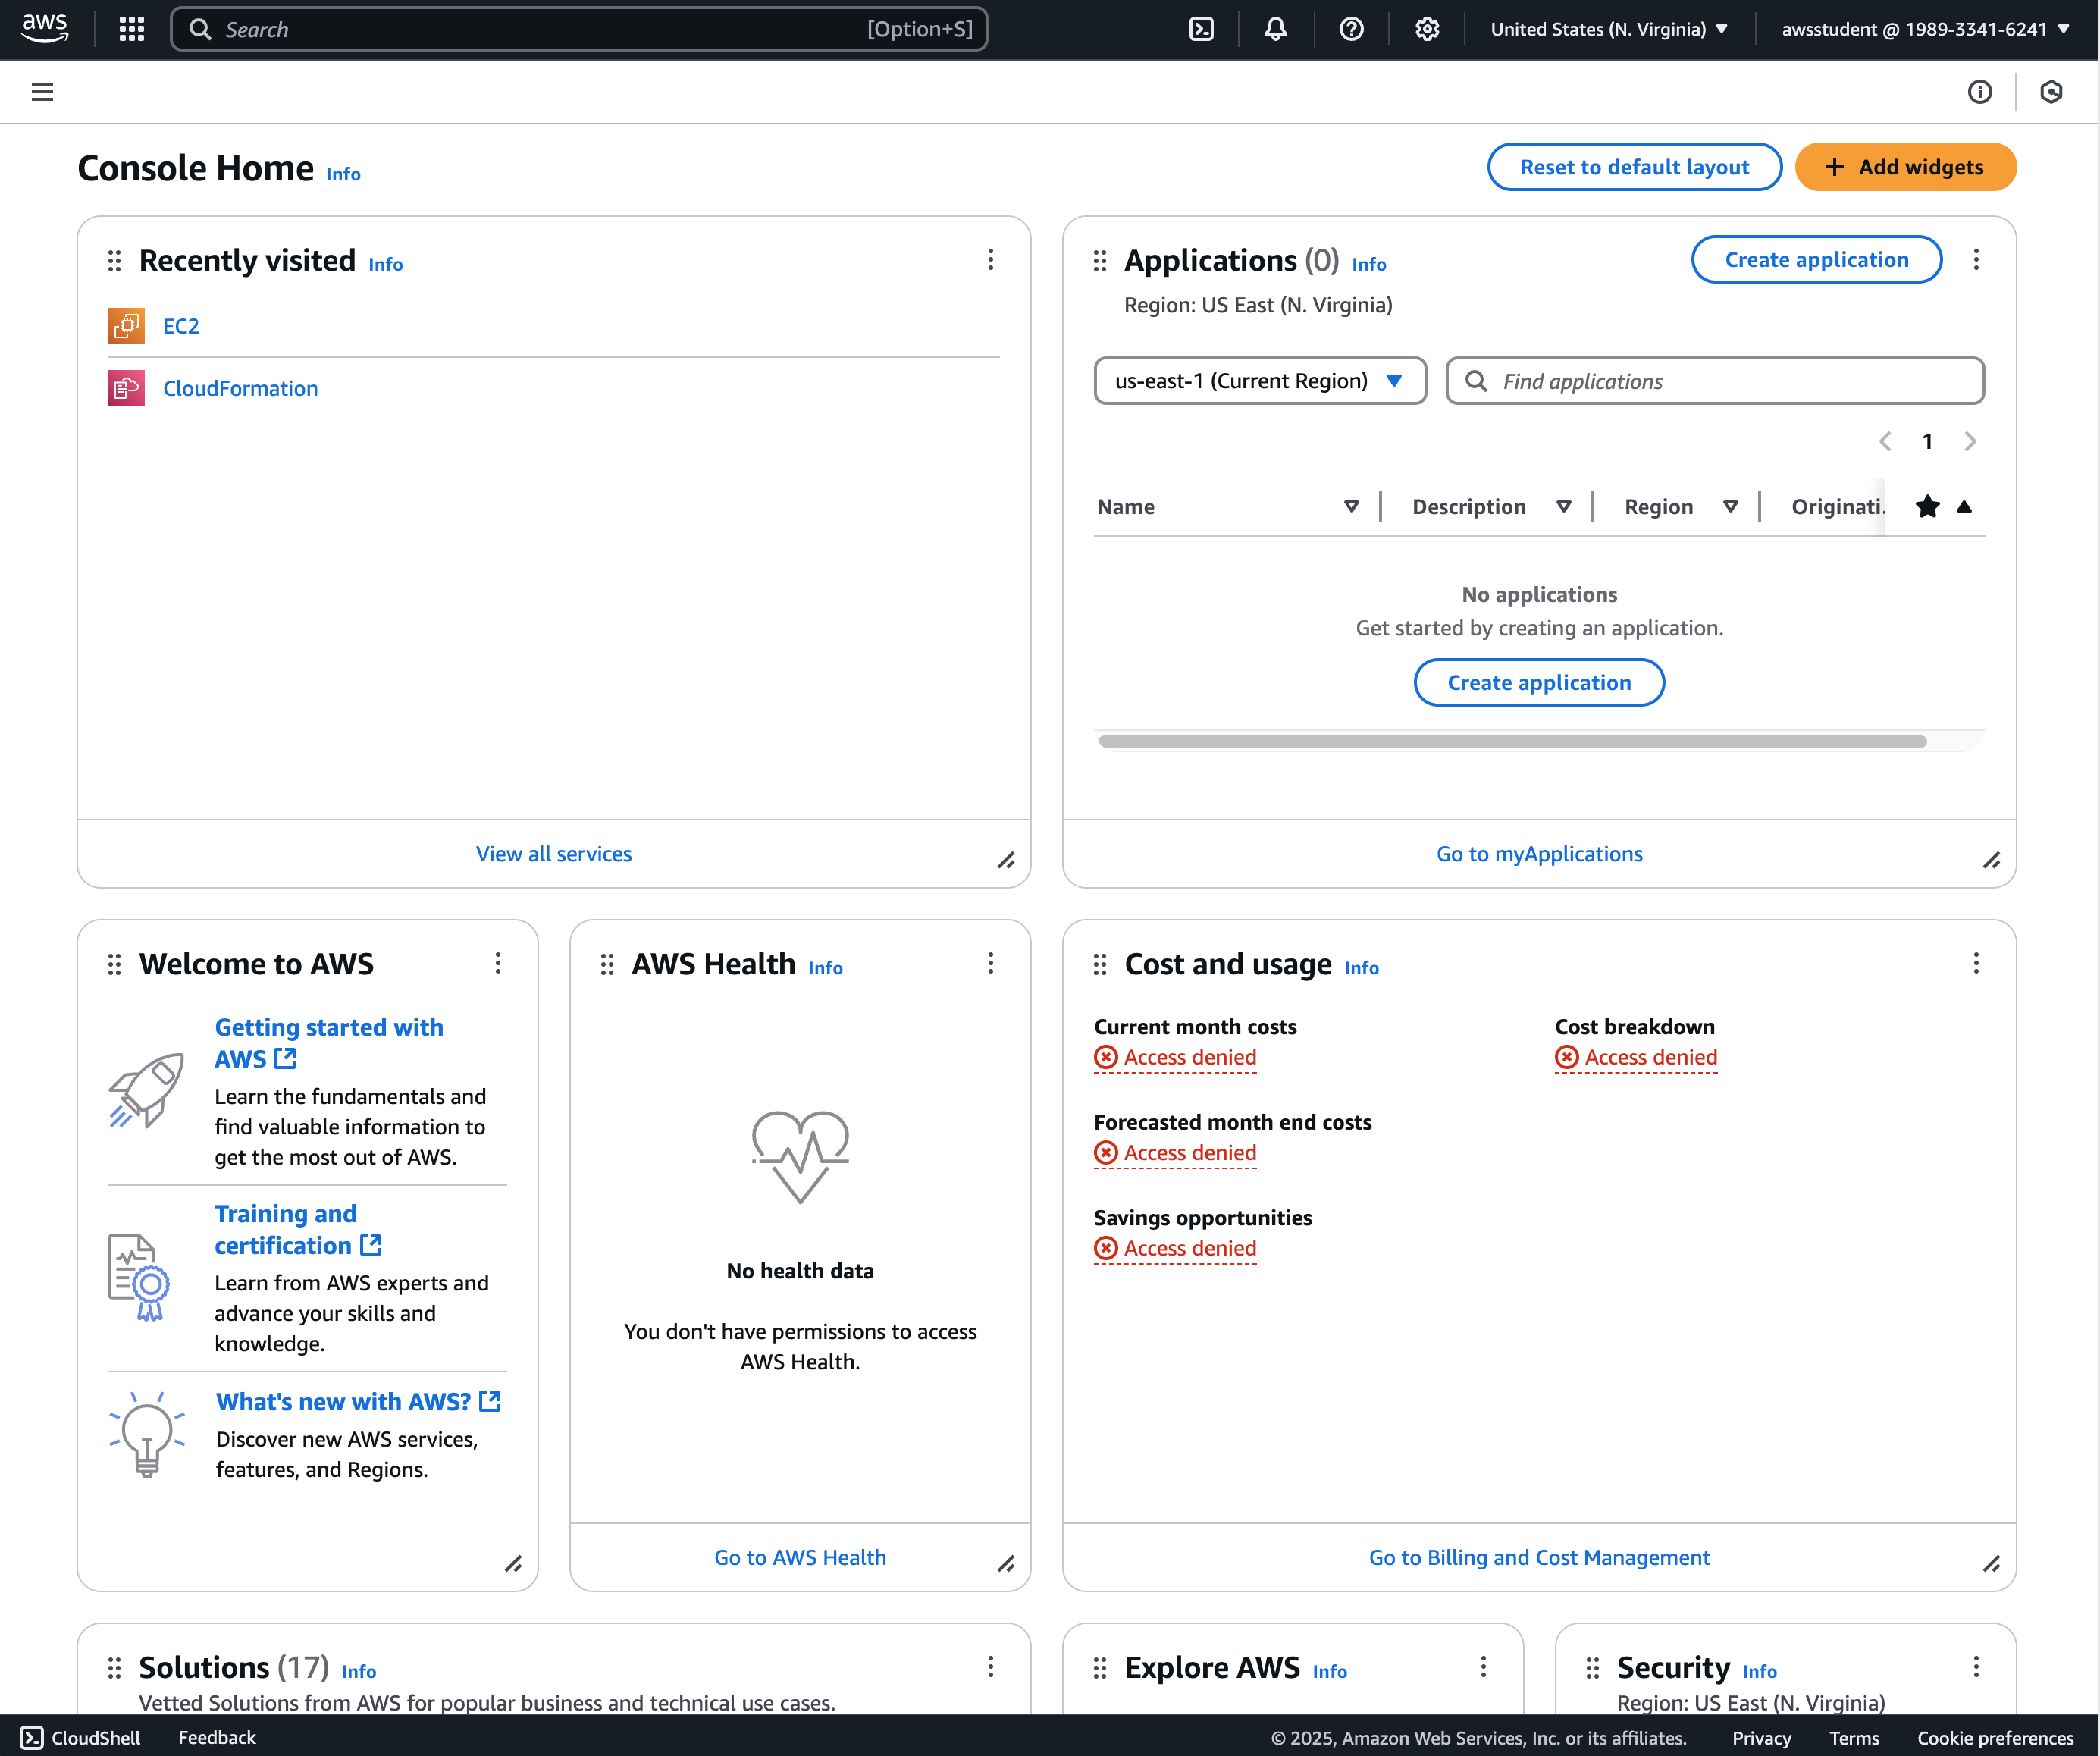 aws
Search
[Option+S]
United States (N. Virginia)
awsstudent @ 1989-3341-6241
Console Home Info
Reset to default layout
Add widgets
Recently visited Info
EC2
CloudFormation
View all services
Applications (0) Info
Create application
Region: US East (N. Virginia)
us-east-1 (Current Region)
Find applications
1
Name
Description
Region
Originati.
No applications
Get started by creating an application.
Create application
Go to myApplications
Welcome to AWS
Getting started with
AWS
Learn the fundamentals and
find valuable information to
get the most out of AWS.
Training and
certification
Learn from AWS experts and
advance your skills and
knowledge.
What's new with AWS?
Discover new AWS services,
features, and Regions.
AWS Health Info
No health data
You don't have permissions to access
AWS Health.
Go to AWS Health
Cost and usage Info
Current month costs
Access denied
Forecasted month end costs
Access denied
Savings opportunities
Access denied
Cost breakdown
Access denied
Go to Billing and Cost Management
Solutions (17) Info
Vetted Solutions from AWS for popular business and technical use cases.
Explore AWS Info
Security Info
Region: US East (N. Virginia)
CloudShell
Feedback
© 2025, Amazon Web Services, Inc. or its affiliates.
Privacy
Terms
Cookie preferences